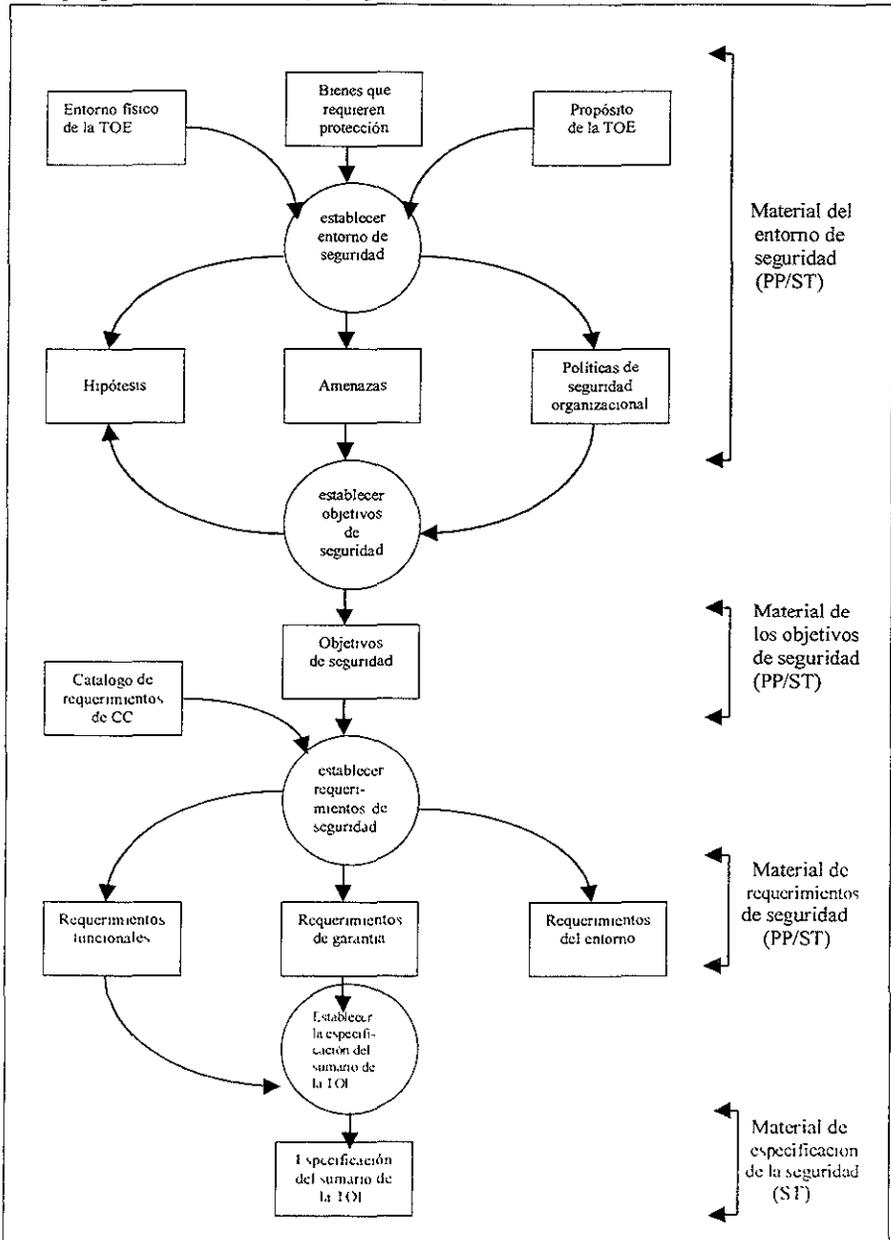 Entorno físico
de la TOE
Bienes que
requieren
protección
Propósito
de la TOE
establecer
entorno de
seguridad
Material del
entorno de
seguridad
(PP/ST)
Hipótesis
Amenazas
Políticas de
seguridad
organizacional
establecer
objetivos
de
seguridad
Objetivos
de seguridad
Material de
los objetivos
de seguridad
(PP/ST)
Catalogo de
requerimientos
de CC
establecer
requeri-
mientos de
seguridad
Requerimientos
funcionales
Requerimientos
de garantia
Requerimientos
del entorno
Material de
requerimientos
de seguridad
(PP/ST)
Establecer
la especifi-
cación del
sumario de
la TOE
Especificación
del sumario de
la TOE
Material de
especificacion
de la seguridad
(ST)